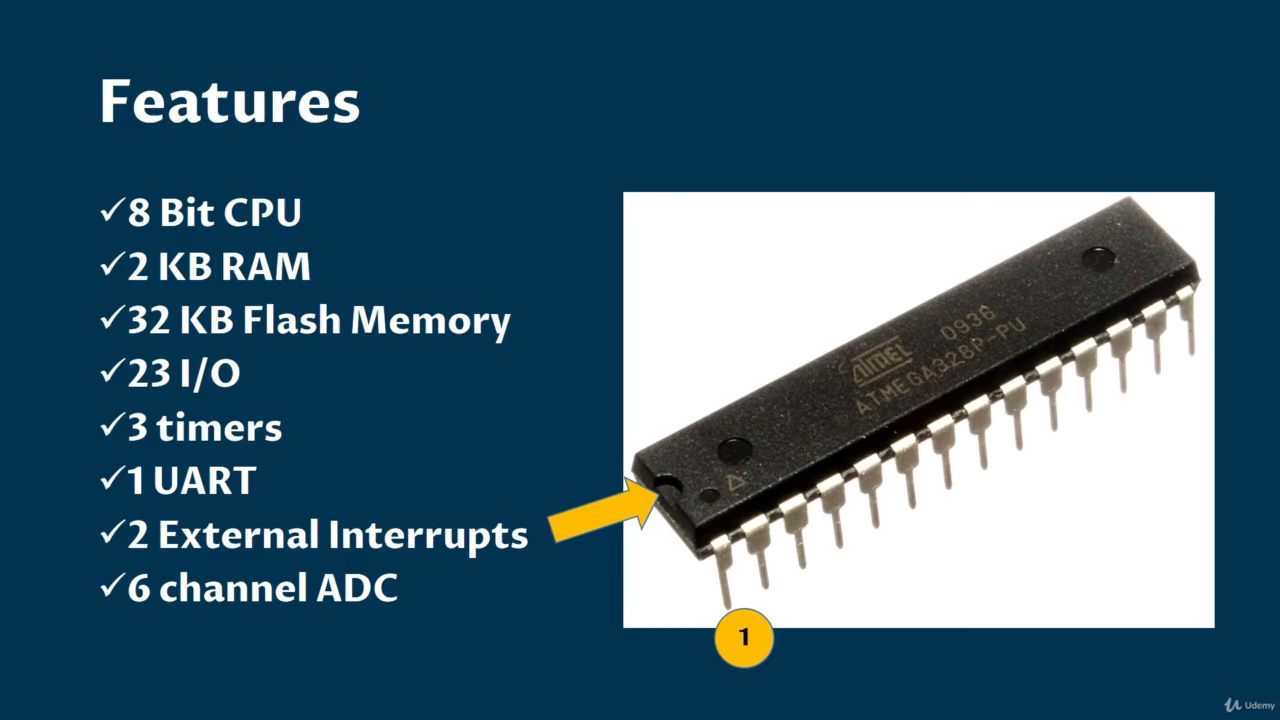 Features
✓8 Bit CPU
✓2 KB RAM
✓32 KB Flash Memory
✓23 I/O
✓3 timers
✓1 UART
✓2 External Interrupts
✓6 channel ADC
ATMEL 0936
ATMEGA328P-PU
1
Udemy